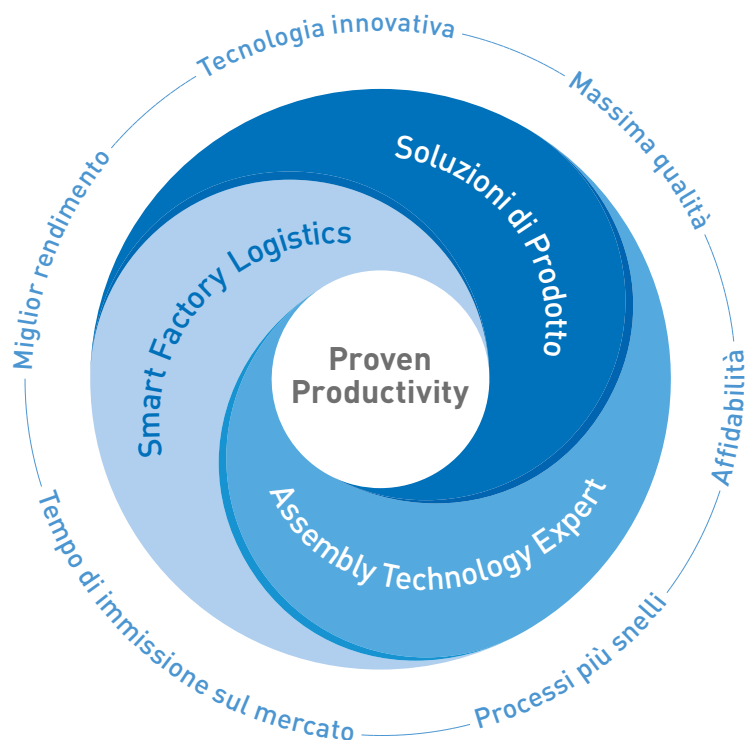 Tecnologia innovativa
Massima qualità
Affidabilità
Processi più snelli
Tempo di immissione sul mercato
Miglior rendimento
Soluzioni di Prodotto
Assembly Technology Expert
Smart Factory Logistics
Proven
Productivity